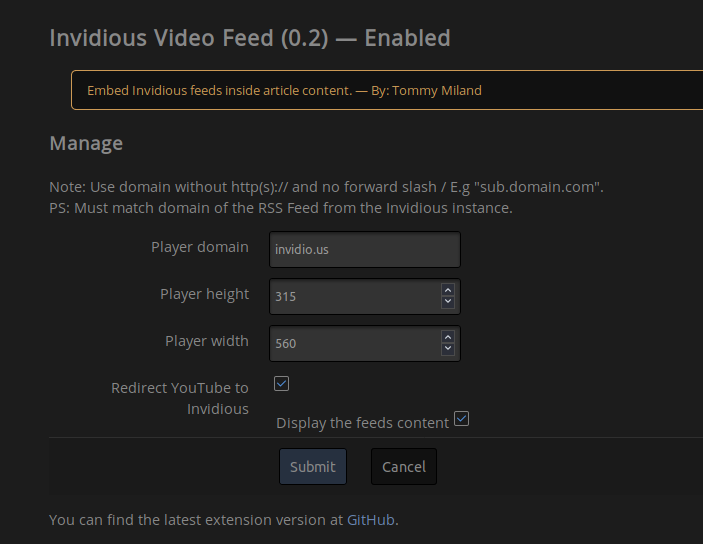 Invidious Video Feed (0.2) — Enabled
Embed Invidious feeds inside article content. — By: Tommy Miland
Manage
Note: Use domain without http(s):// and no forward slash / E.g "sub.domain.com".
PS: Must match domain of the RSS Feed from the Invidious instance.
Player domain invidio.us
Player height 315
Player width 560
Redirect YouTube to
Invidious
Display the feeds content
Submit Cancel
You can find the latest extension version at GitHub.